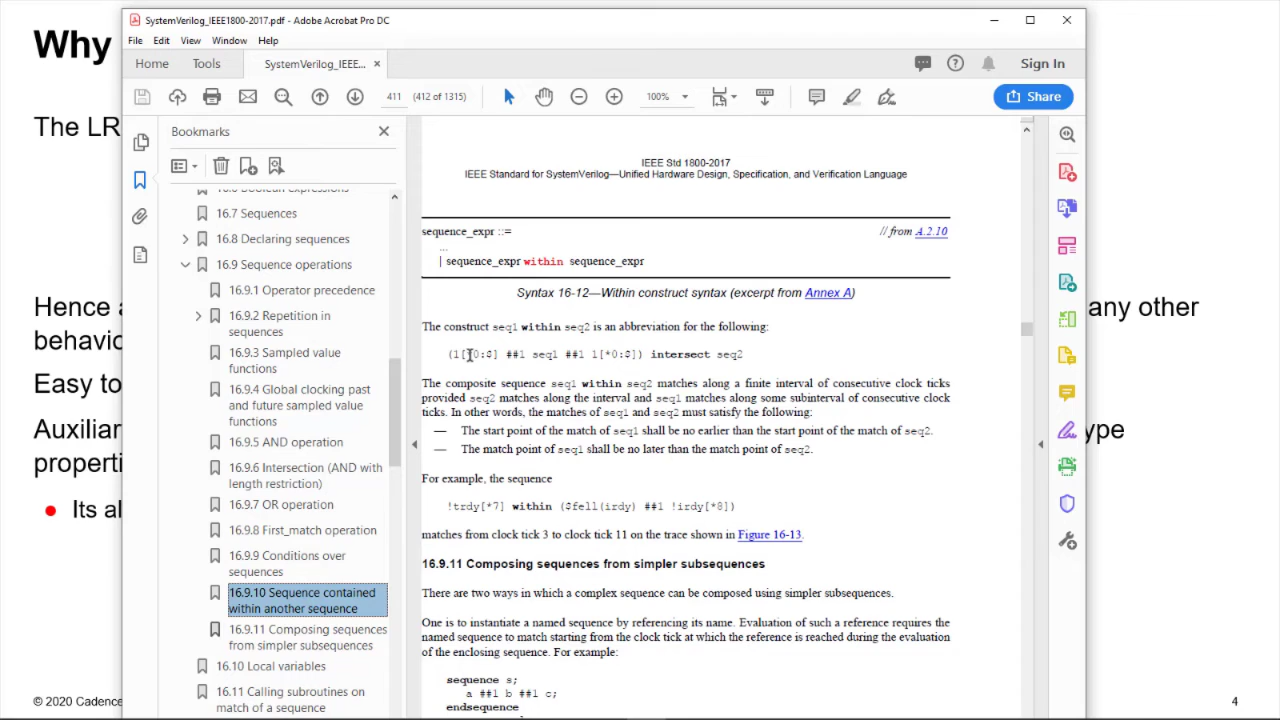 Why
The LR
Hence a
any other
behavio
Easy to
Auxiliar
ype
properti
Its al
© 2020 Cadence
4
SystemVerilog_IEEE1800-2017.pdf - Adobe Acrobat Pro DC
File Edit View Window Help
Home Tools SystemVerilog_IEEE... × Sign In
411 (412 of 1315) 100% Share
Bookmarks
16.7 Sequences
16.8 Declaring sequences
16.9 Sequence operations
16.9.1 Operator precedence
16.9.2 Repetition in
sequences
16.9.3 Sampled value
functions
16.9.4 Global clocking past
and future sampled value
functions
16.9.5 AND operation
16.9.6 Intersection (AND with
length restriction)
16.9.7 OR operation
16.9.8 First_match operation
16.9.9 Conditions over
sequences
16.9.10 Sequence contained
within another sequence
16.9.11 Composing sequences
from simpler subsequences
16.10 Local variables
16.11 Calling subroutines on
match of a sequence
IEEE Std 1800-2017
IEEE Standard for SystemVerilog—Unified Hardware Design, Specification, and Verification Language
sequence_expr ::= // from A.2.10
...
| sequence_expr within sequence_expr
Syntax 16-12—Within construct syntax (excerpt from Annex A)
The construct seq1 within seq2 is an abbreviation for the following:
(1[*0:$] ##1 seq1 ##1 1[*0:$]) intersect seq2
The composite sequence seq1 within seq2 matches along a finite interval of consecutive clock ticks
provided seq2 matches along the interval and seq1 matches along some subinterval of consecutive clock
ticks. In other words, the matches of seq1 and seq2 must satisfy the following:
— The start point of the match of seq1 shall be no earlier than the start point of the match of seq2.
— The match point of seq1 shall be no later than the match point of seq2.
For example, the sequence
!trdy[*7] within ($fell(irdy) ##1 !irdy[*8])
matches from clock tick 3 to clock tick 11 on the trace shown in Figure 16-13.
16.9.11 Composing sequences from simpler subsequences
There are two ways in which a complex sequence can be composed using simpler subsequences.
One is to instantiate a named sequence by referencing its name. Evaluation of such a reference requires the
named sequence to match starting from the clock tick at which the reference is reached during the evaluation
of the enclosing sequence. For example:
sequence s;
a ##1 b ##1 c;
endsequence